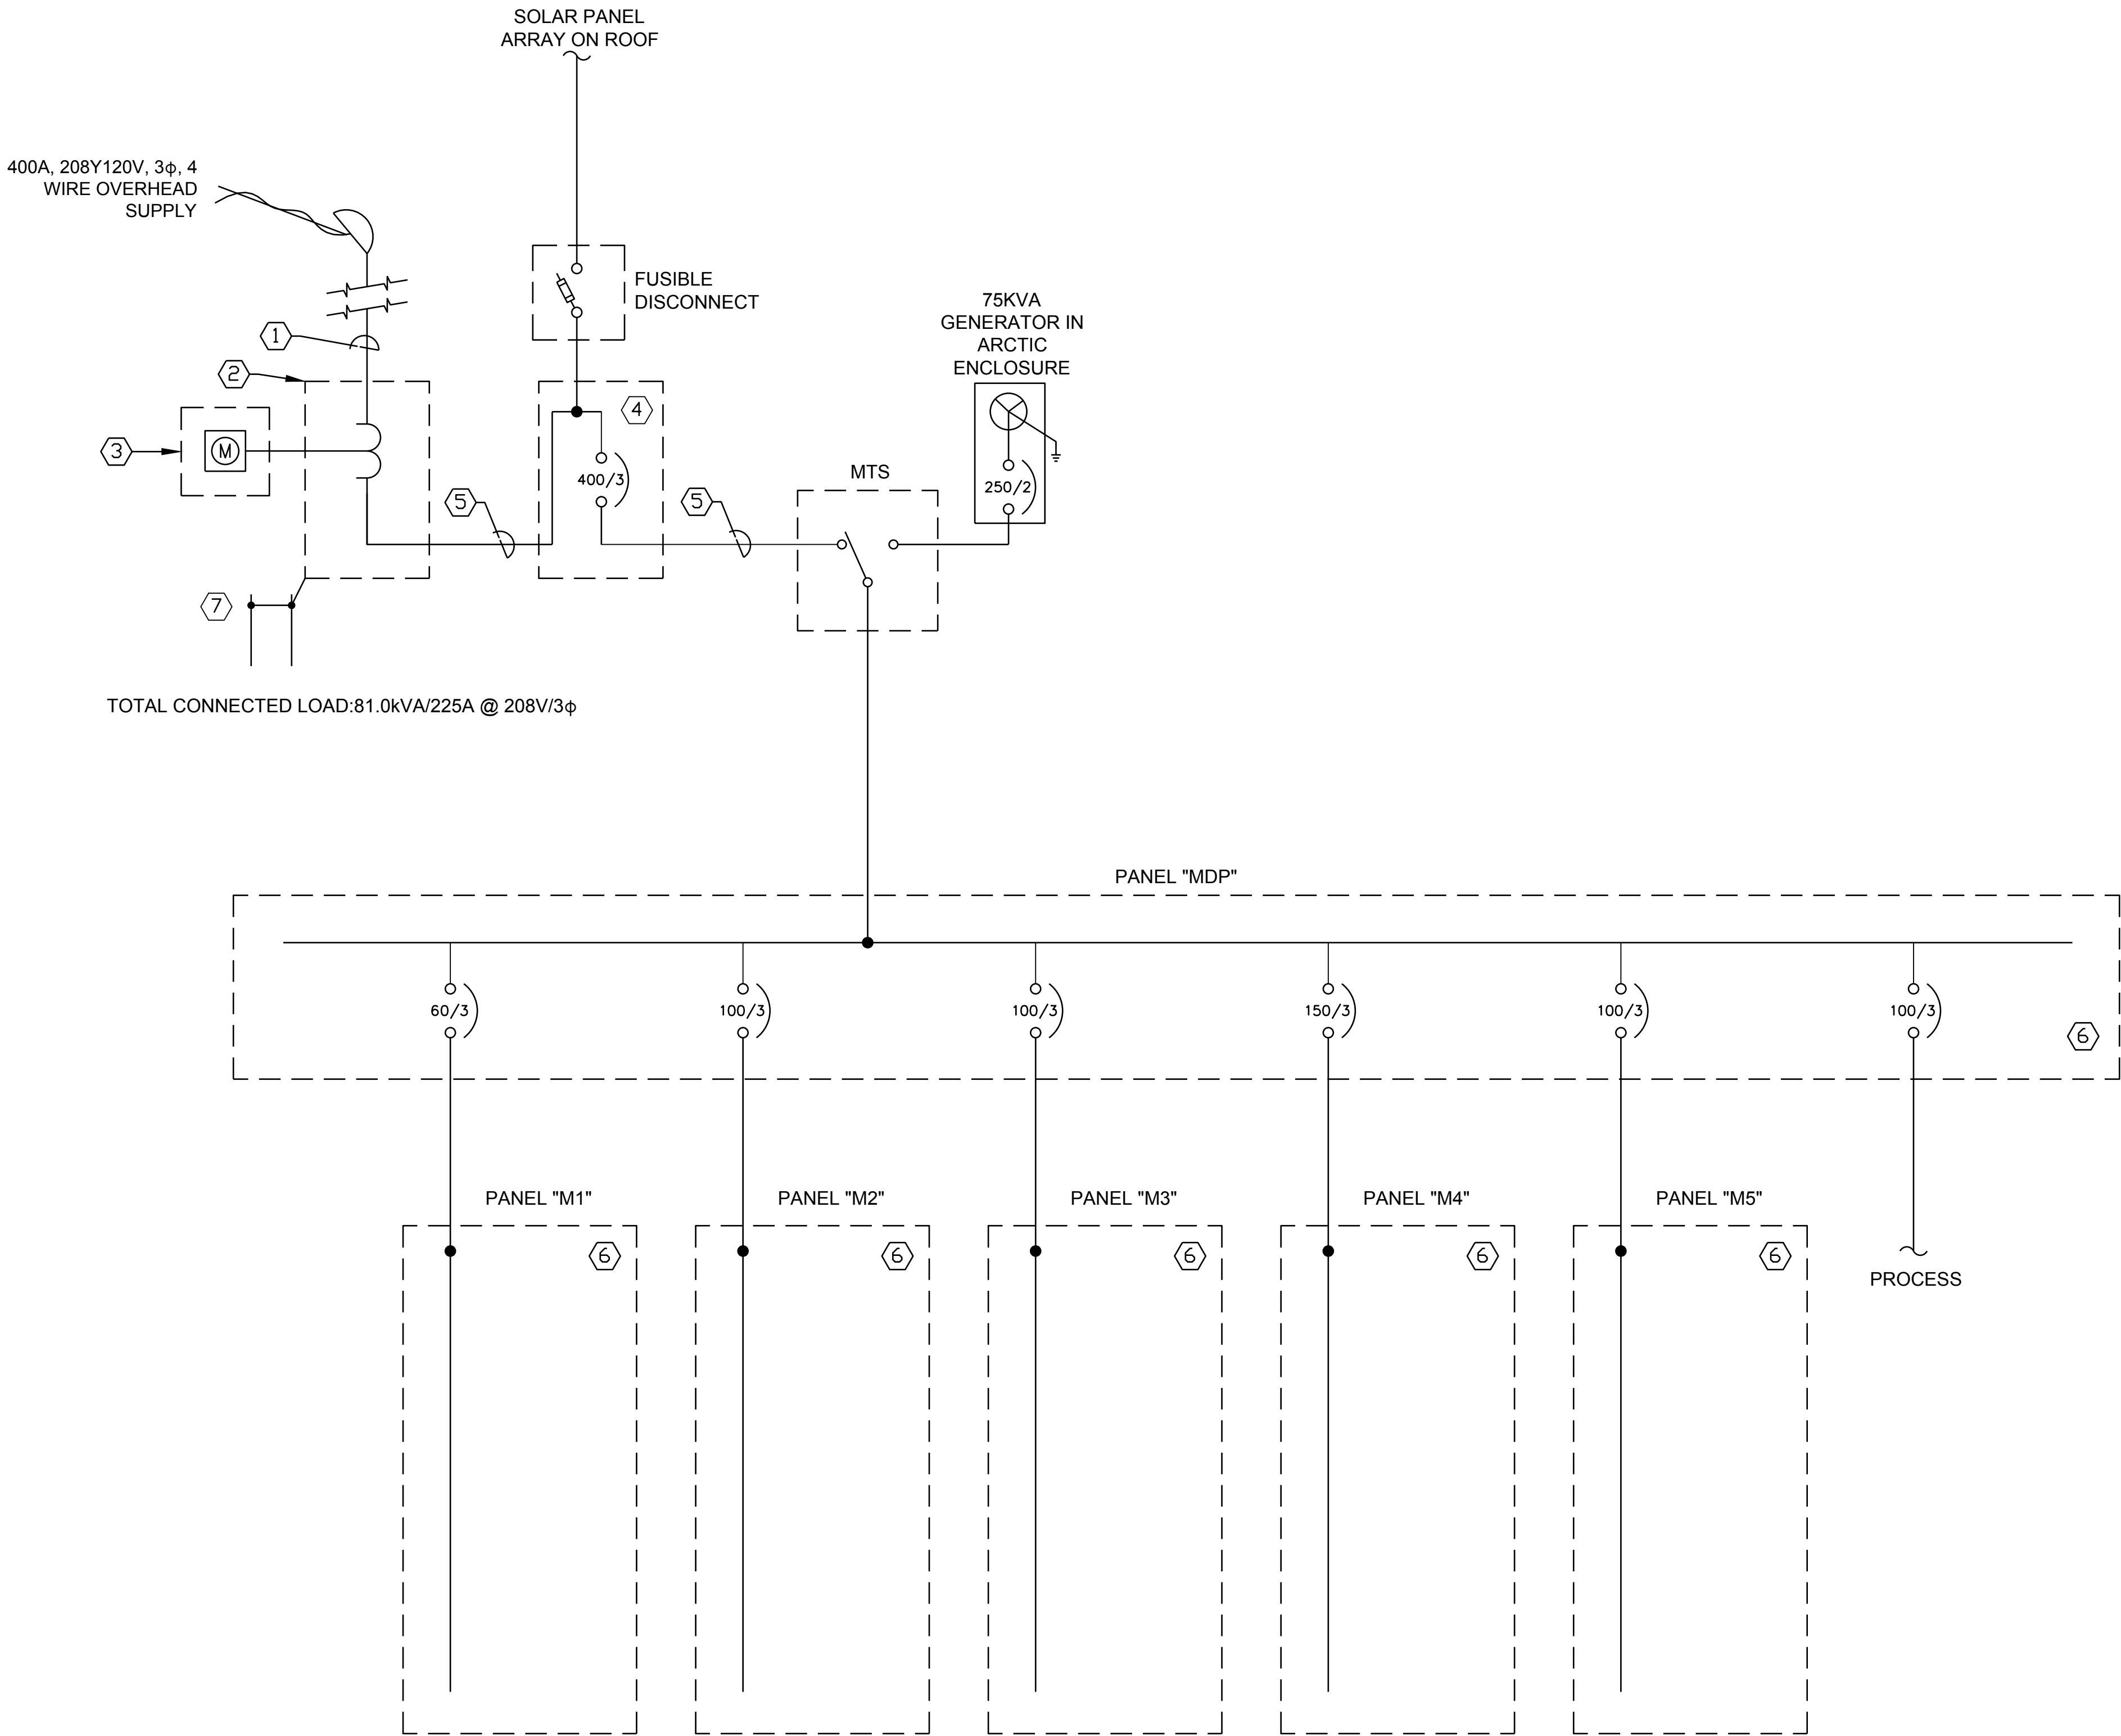 SOLAR PANEL
ARRAY ON ROOF
400A, 208Y120V, 3ϕ, 4
WIRE OVERHEAD
SUPPLY
FUSIBLE
DISCONNECT
75KVA
GENERATOR IN
ARCTIC
ENCLOSURE
1
2
3
M
4
400/3
5
5
MTS
250/2
7
TOTAL CONNECTED LOAD:81.0kVA/225A @ 208V/3ϕ
PANEL "MDP"
60/3
100/3
100/3
150/3
100/3
100/3
6
PANEL "M1"
PANEL "M2"
PANEL "M3"
PANEL "M4"
PANEL "M5"
6
6
6
6
6
PROCESS